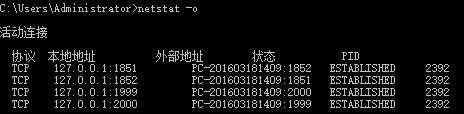 C:\Users\Administrator>netstat -o
活动连接
协议 本地地址 外部地址 状态 PID
TCP 127.0.0.1:1851 PC-201603181409:1852 ESTABLISHED 2392
TCP 127.0.0.1:1852 PC-201603181409:1851 ESTABLISHED 2392
TCP 127.0.0.1:1999 PC-201603181409:2000 ESTABLISHED 2392
TCP 127.0.0.1:2000 PC-201603181409:1999 ESTABLISHED 2392